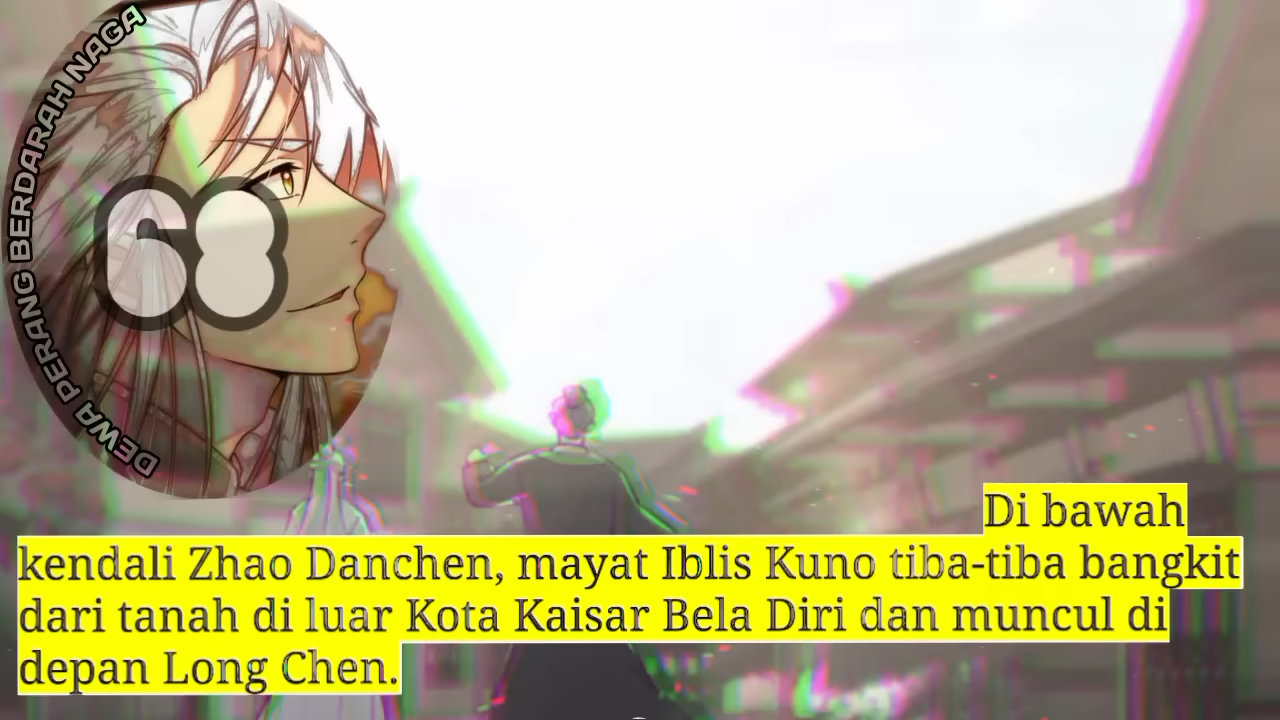 DEWA PERANG BERDARAH NAGA
68
Di bawah
kendali Zhao Danchen, mayat Iblis Kuno tiba-tiba bangkit
dari tanah di luar Kota Kaisar Bela Diri dan muncul di
depan Long Chen.